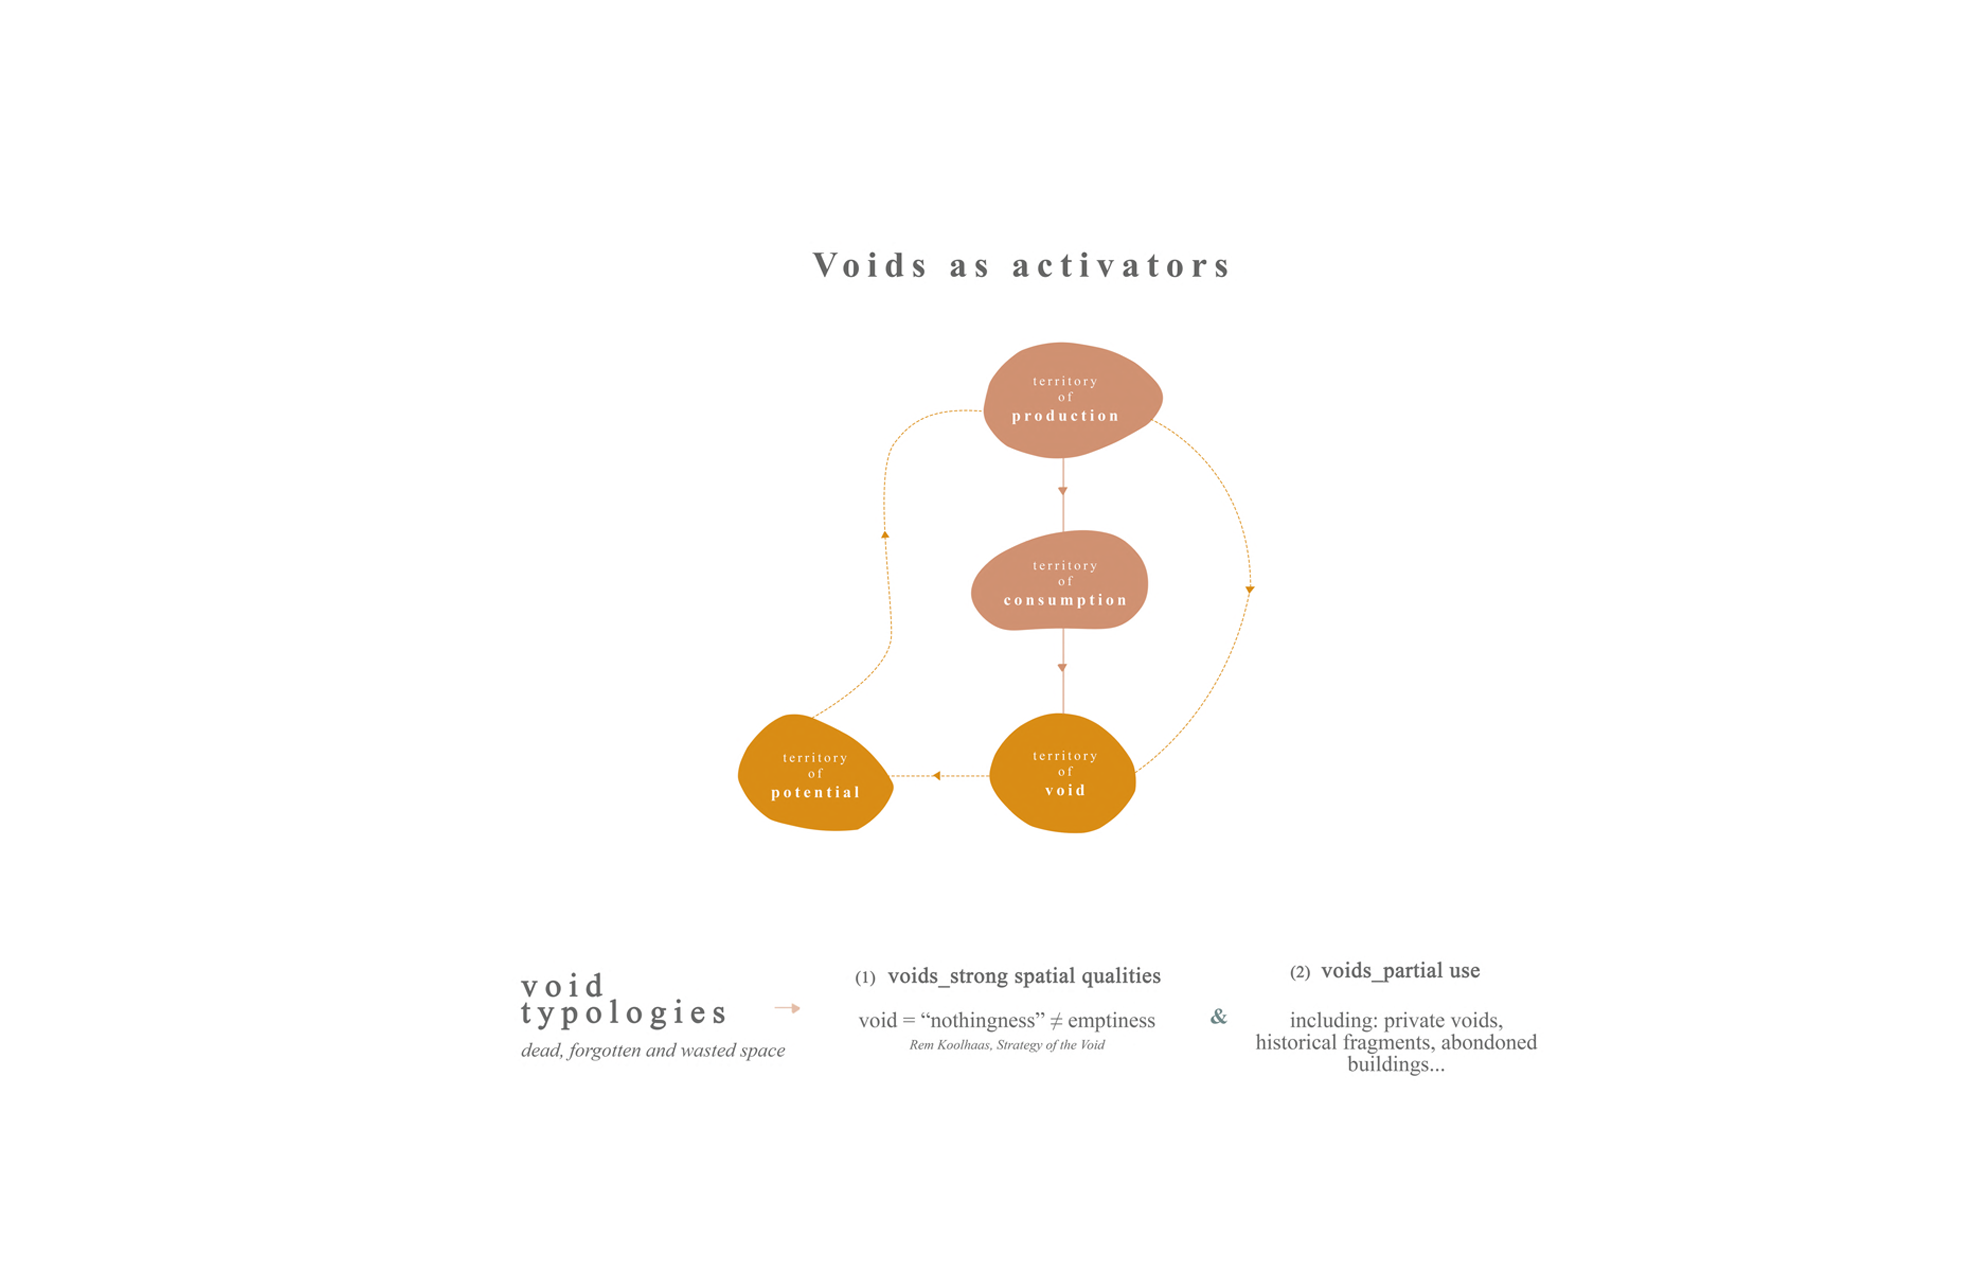 Voids as activators
territory
of
production
territory
of
consumption
territory
of
potential
territory
of
void
void
typologies
dead, forgotten and wasted space
(1) voids_strong spatial qualities
void = “nothingness” ≠ emptiness
Rem Koolhaas, Strategy of the Void
&
(2) voids_partial use
including: private voids,
historical fragments, abondoned
buildings...